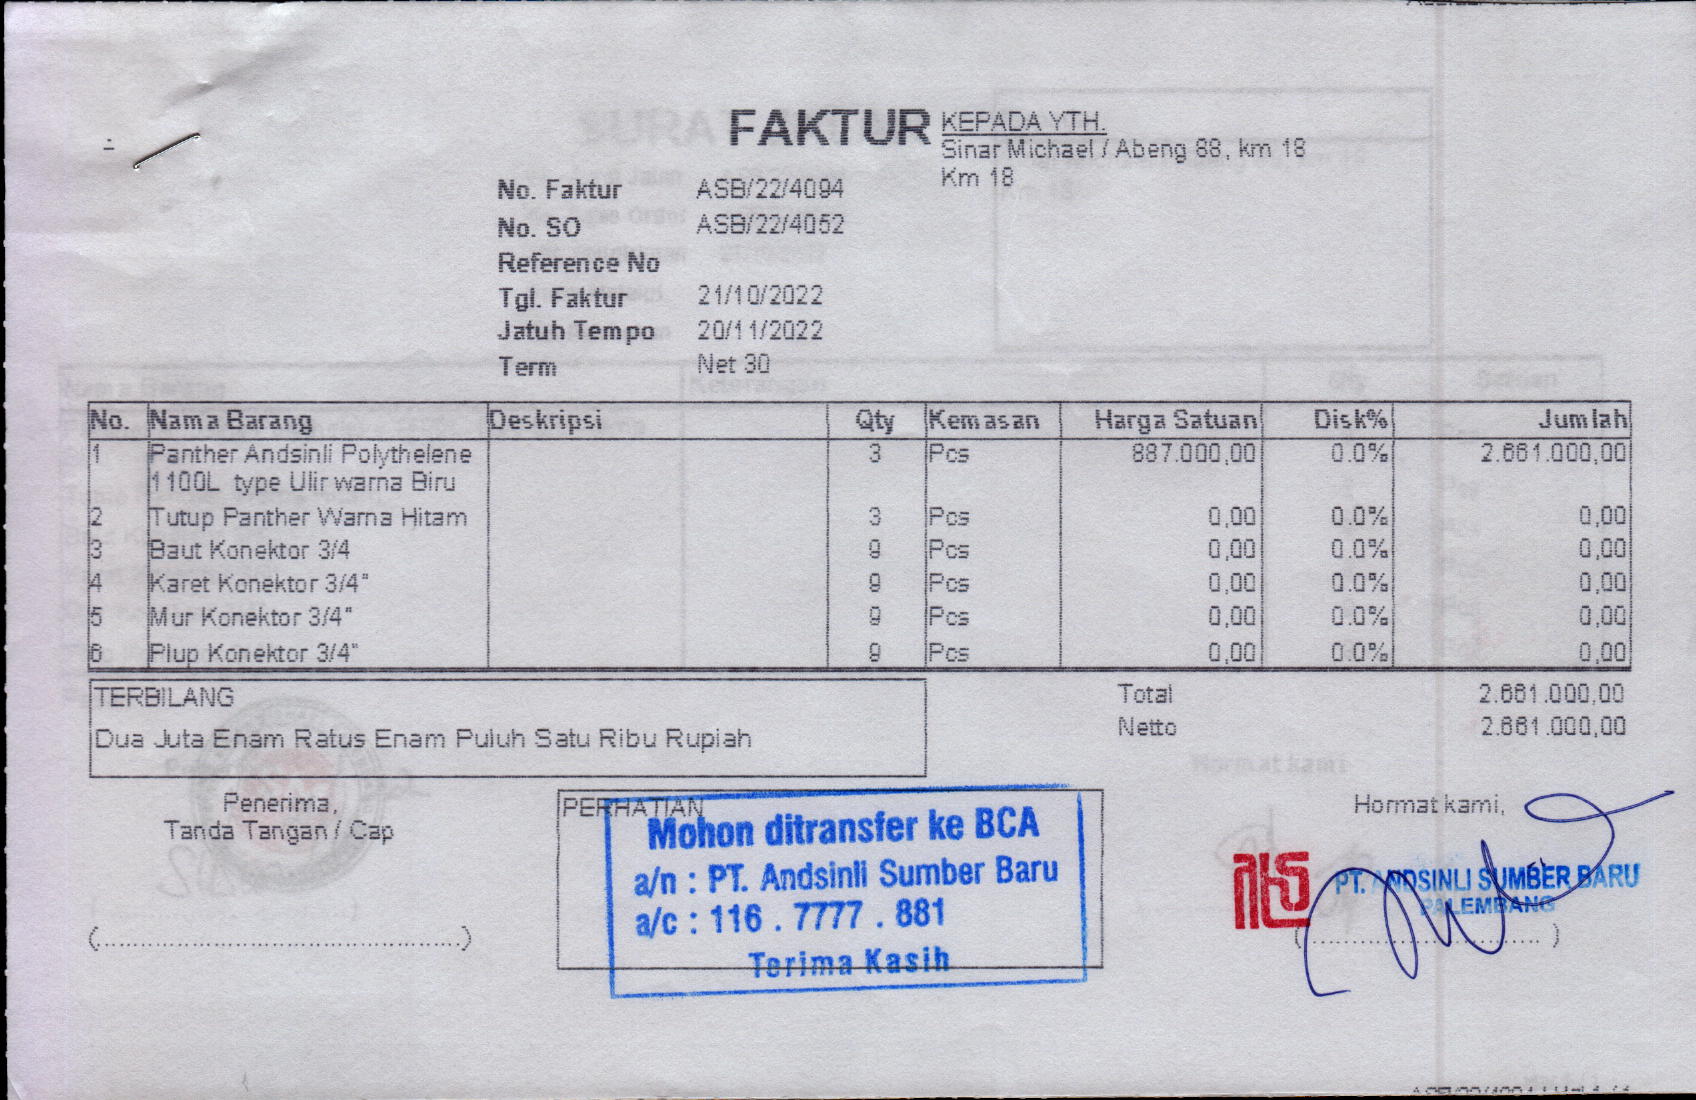 FAKTUR
KEPADA YTH.
Sinar Michael / Abeng 88, km 18
Km 18
No. Faktur ASB/22/4094
No. SO ASB/22/4052
Reference No
Tgl. Faktur 21/10/2022
Jatuh Tempo 20/11/2022
Term Net 30
No. Nama Barang Deskripsi Qty Kemasan Harga Satuan Disk% Jumlah
1 Panther Andsinli Polythelene 3 Pcs 887.000,00 0.0% 2.661.000,00
1100L type Ulir warna Biru
2 Tutup Panther Warna Hitam 3 Pcs 0,00 0.0% 0,00
3 Baut Konektor 3/4 9 Pcs 0,00 0.0% 0,00
4 Karet Konektor 3/4" 9 Pcs 0,00 0.0% 0,00
5 Mur Konektor 3/4" 9 Pcs 0,00 0.0% 0,00
6 Plup Konektor 3/4" 9 Pcs 0,00 0.0% 0,00
TERBILANG
Dua Juta Enam Ratus Enam Puluh Satu Ribu Rupiah
Total 2.661.000,00
Netto 2.661.000,00
Penerima,
Tanda Tangan / Cap
(................................................)
PERHATIAN
Mohon ditransfer ke BCA
a/n : PT. Andsinli Sumber Baru
a/c : 116 . 7777 . 881
Terima Kasih
Hormat kami,
PT. ANDSINLI SUMBER BARU
PALEMBANG
(.............................. )